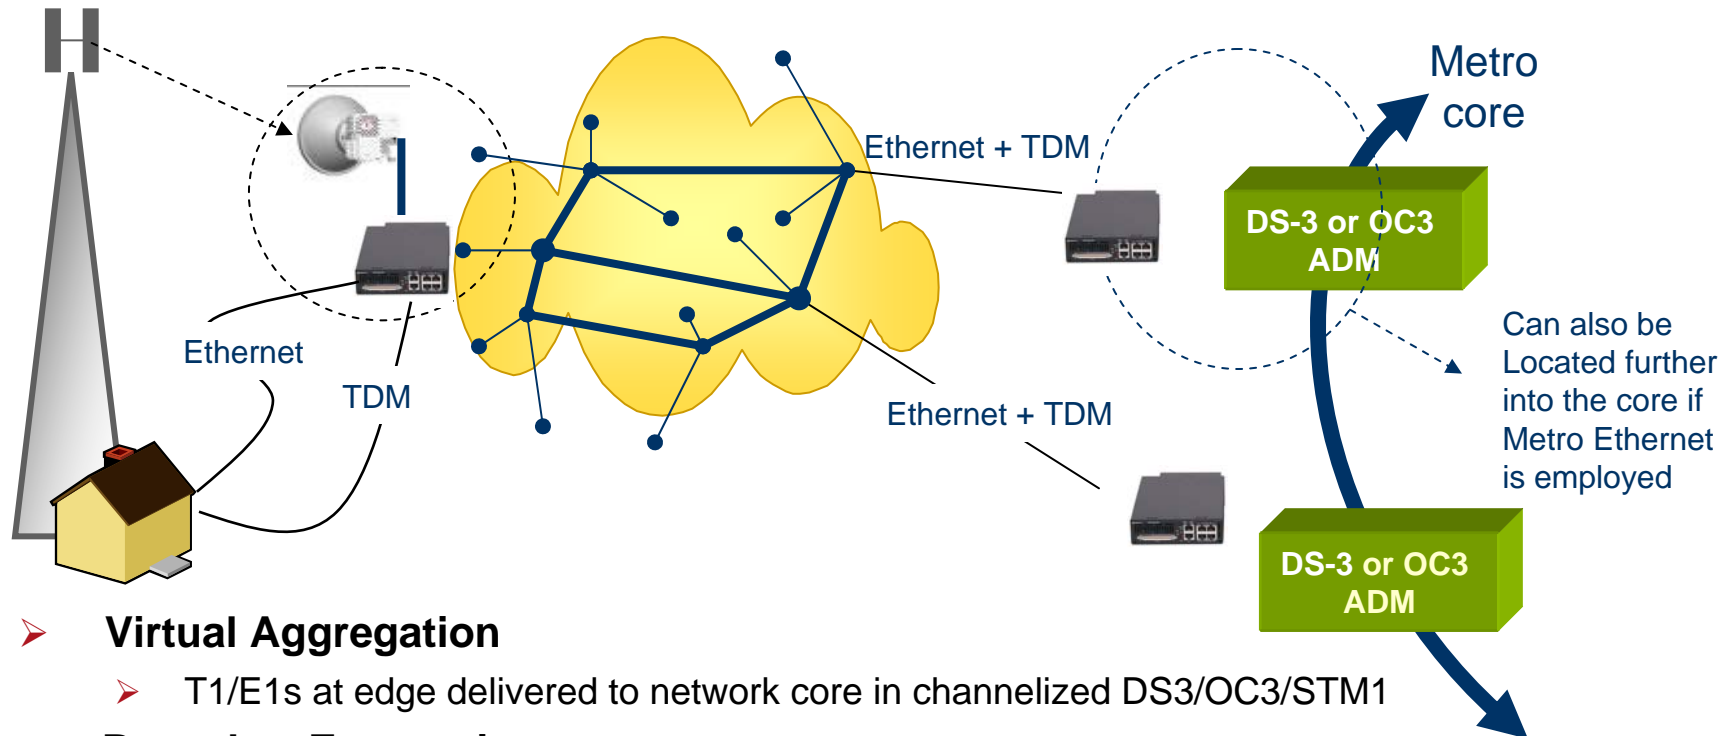 Metro
core
Ethernet + TDM
DS-3 or OC3
ADM
Can also be
Located further
into the core if
Metro Ethernet
is employed
Ethernet
TDM
Ethernet + TDM
DS-3 or OC3
ADM
Virtual Aggregation
T1/E1s at edge delivered to network core in channelized DS3/OC3/STM1